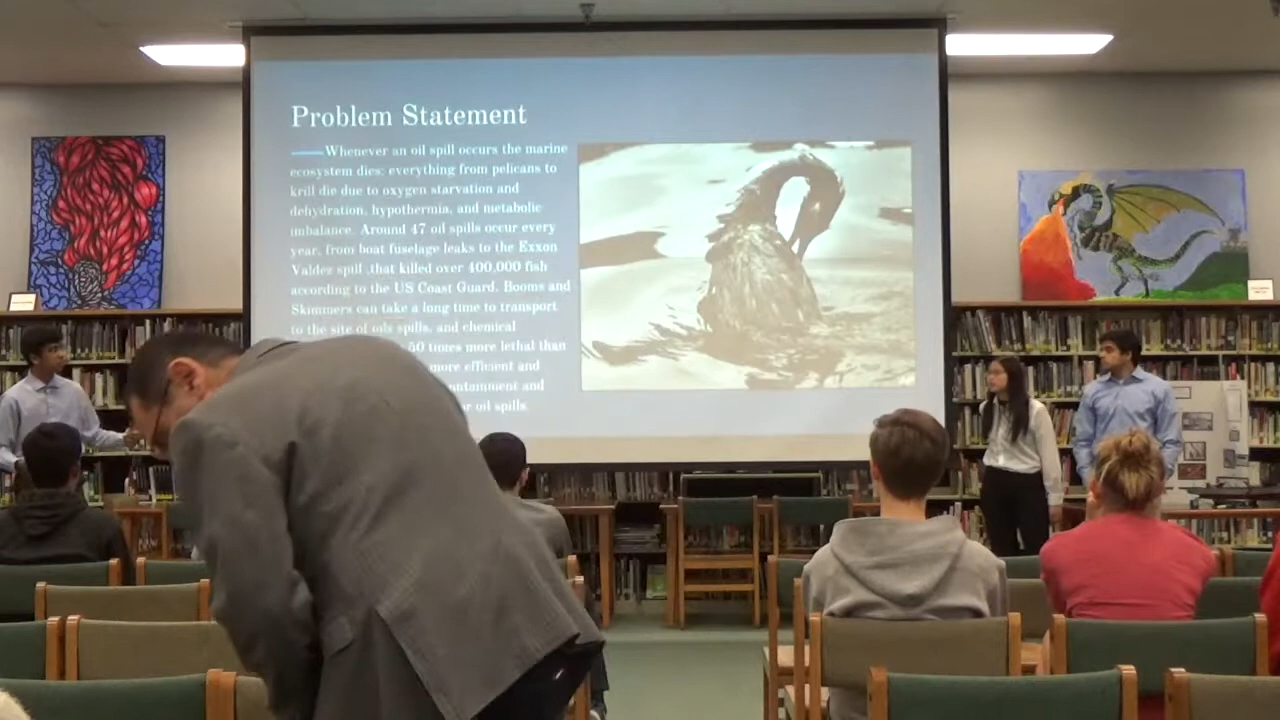 Problem Statement
Whenever an oil spill occurs the marine
ecosystem dies; everything from pelicans to
krill die due to oxygen starvation and
dehydration, hypothermia, and metabolic
imbalance. Around 47 oil spills occur every
year, from boat fuselage leaks to the Exxon
Valdez spill ,that killed over 400,000 fish
according to the US Coast Guard. Booms and
Skimmers can take a long time to transport
to the site of oils spills, and chemical
50 times more lethal than
more efficient and
ntainment and
r oil spills.